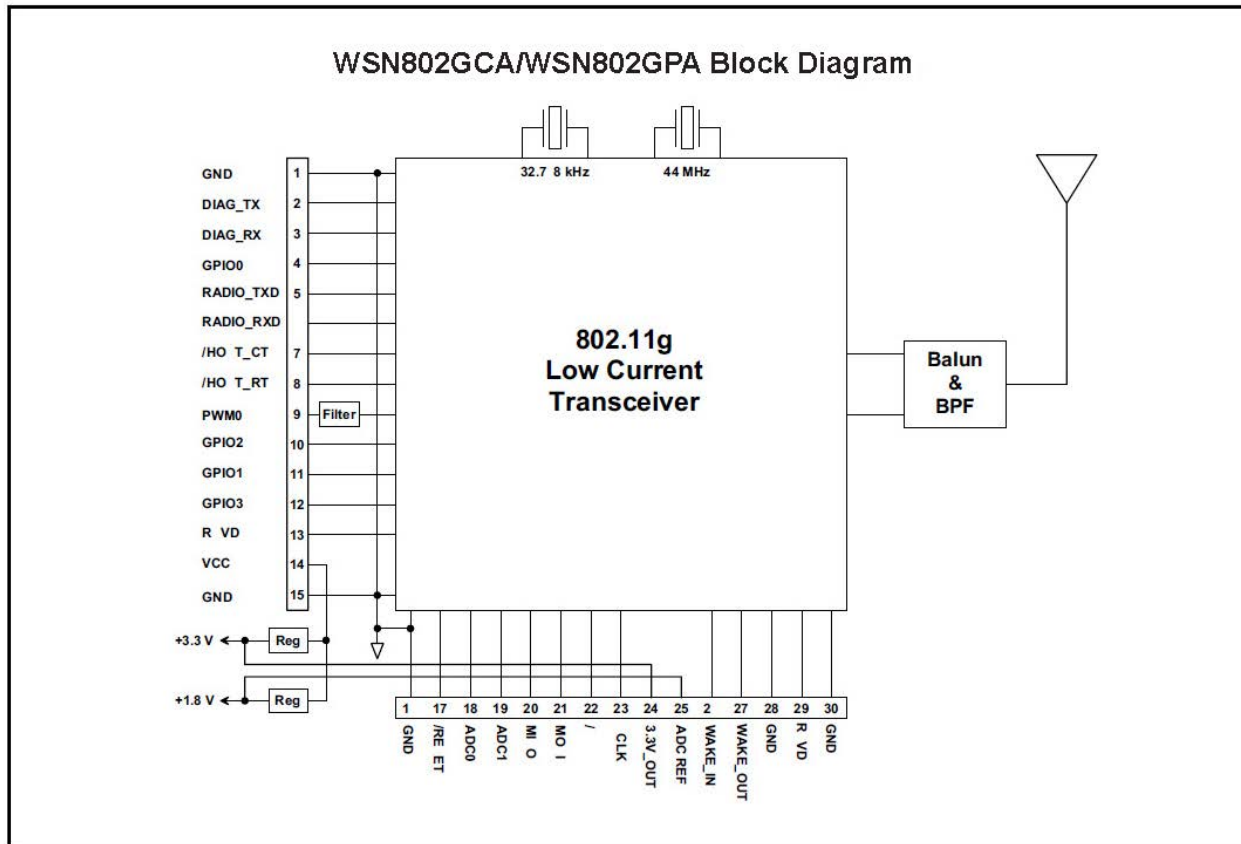 WSN802GCA/WSN802GPA Block Diagram
32.7 8 kHz
44 MHz
GND 1
DIAG_TX 2
DIAG_RX 3
GPIO0 4
RADIO_TXD 5
RADIO_RXD
/HO T_CT 7
/HO T_RT 8
PWM0 9 Filter
GPIO2 10
GPIO1 11
GPIO3 12
R VD 13
VCC 14
GND 15
802.11g
Low Current
Transceiver
Balun
&
BPF
+3.3 V Reg
+1.8 V Reg
1 17 18 19 20 21 22 23 24 25 2 27 28 29 30
GND
/RE ET
ADC0
ADC1
MI O
MO I
/
CLK
3.3V_OUT
ADC REF
WAKE_IN
WAKE_OUT
GND
R VD
GND